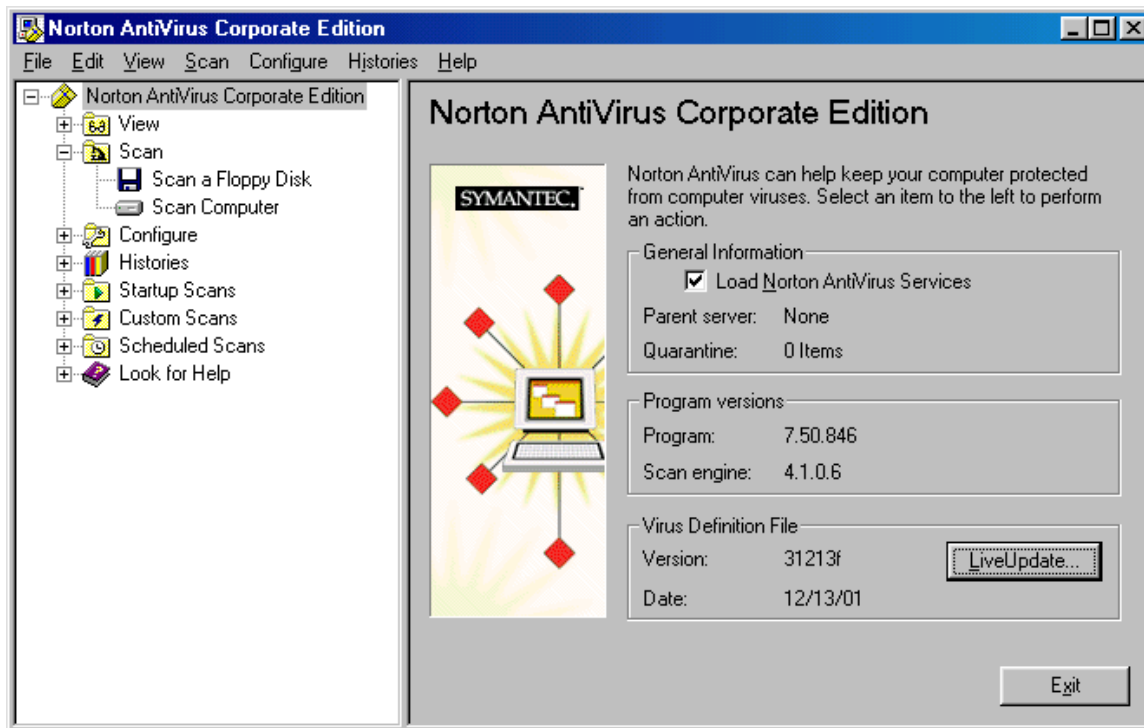 Norton AntiVirus Corporate Edition
File Edit View Scan Configure Histories Help
Norton AntiVirus Corporate Edition
View
Scan
Scan a Floppy Disk
Scan Computer
Configure
Histories
Startup Scans
Custom Scans
Scheduled Scans
Look for Help
Norton AntiVirus Corporate Edition
SYMANTEC.
Norton AntiVirus can help keep your computer protected
from computer viruses. Select an item to the left to perform
an action.
General Information
Load Norton AntiVirus Services
Parent server: None
Quarantine: 0 Items
Program versions
Program: 7.50.846
Scan engine: 4.1.0.6
Virus Definition File
Version: 31213f
LiveUpdate...
Date: 12/13/01
Exit